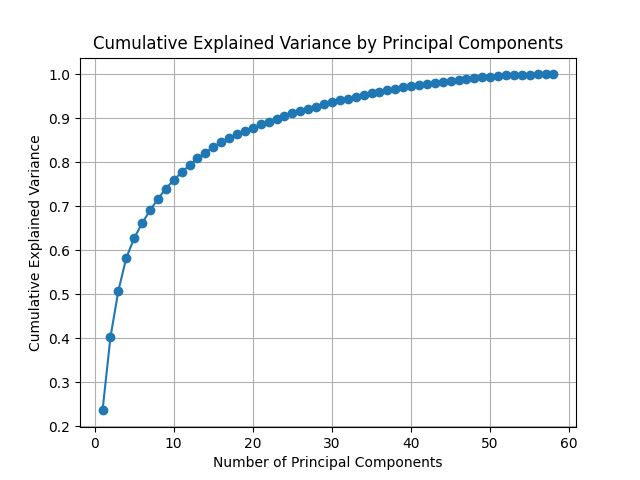 Cumulative Explained Variance by Principal Components
1.0
0.9
0.8
0.7
0.6
0.5
0.4
0.3
0.2
Cumulative Explained Variance
0 10 20 30 40 50 60
Number of Principal Components